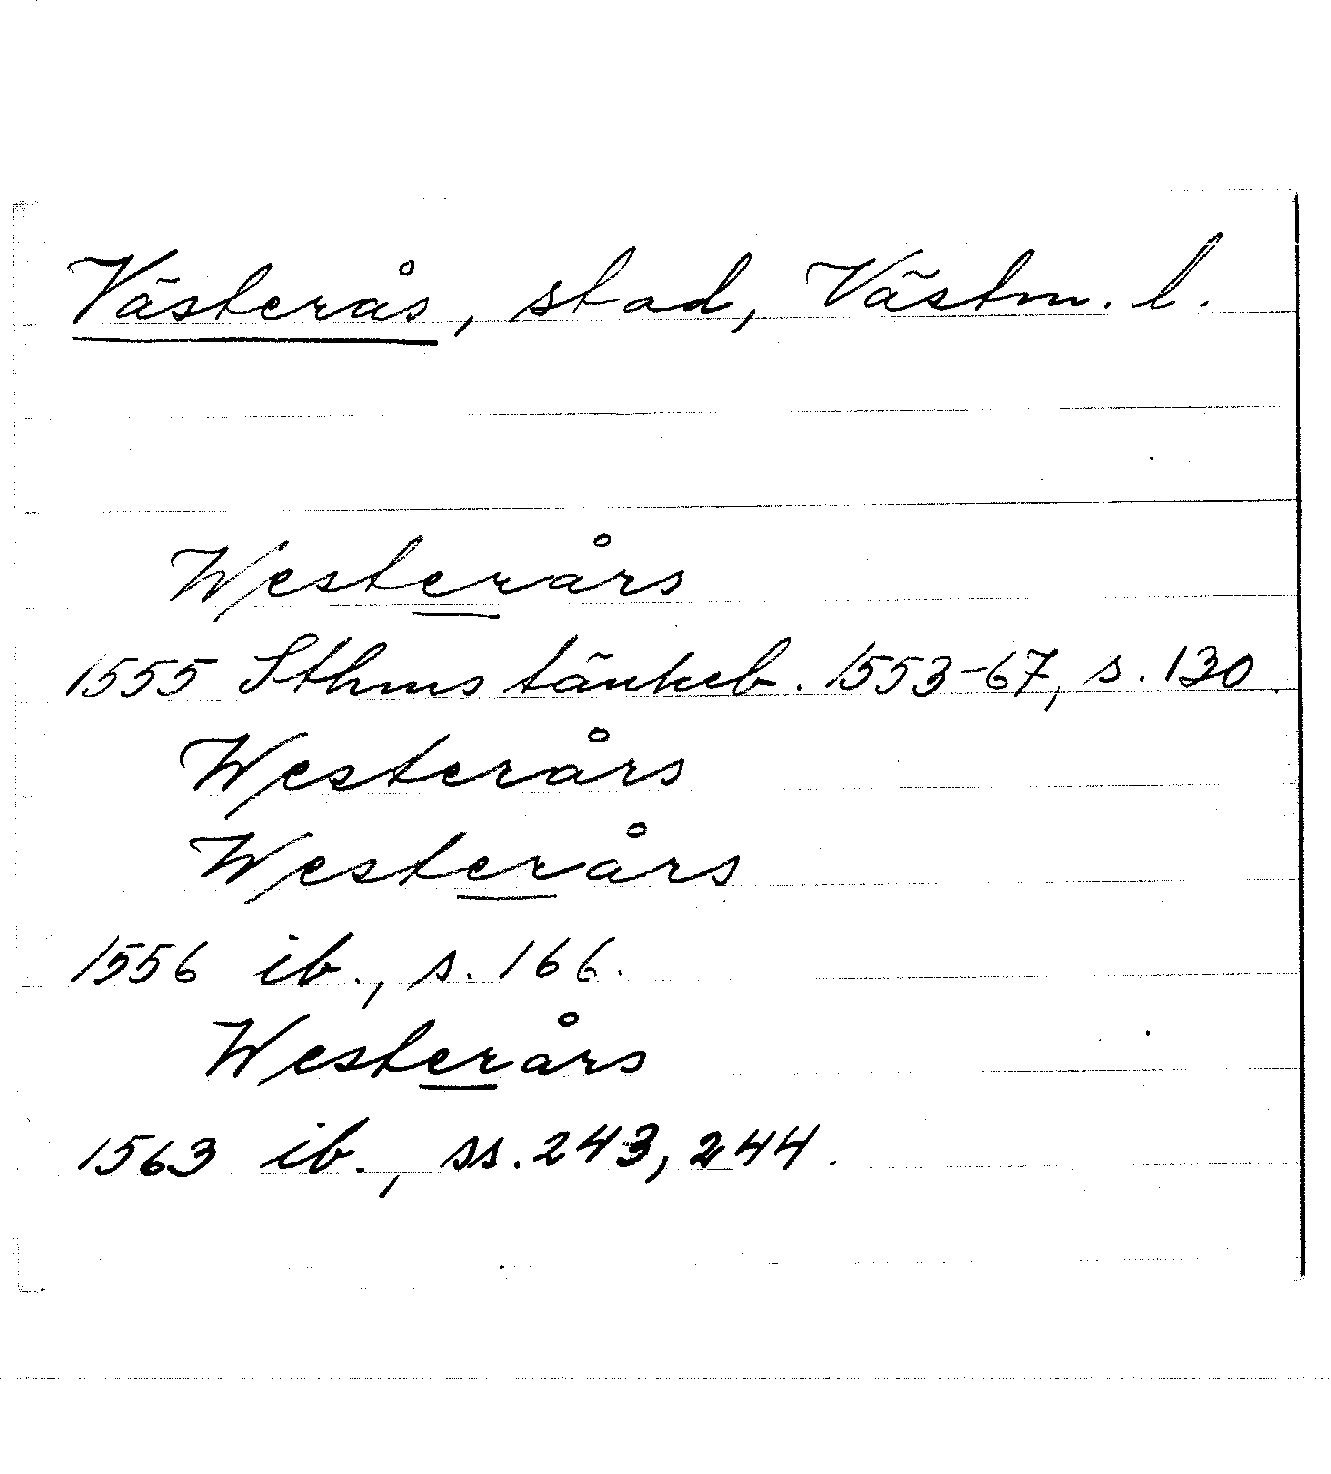 Västerås, stad, Västm. l.
Westerårs
1555 Sthms tänkeb. 1553-67, s. 130.
Westerårs
Westerårs
1556 ib., s. 166.
Westerårs
1563 ib., ss. 243, 244.